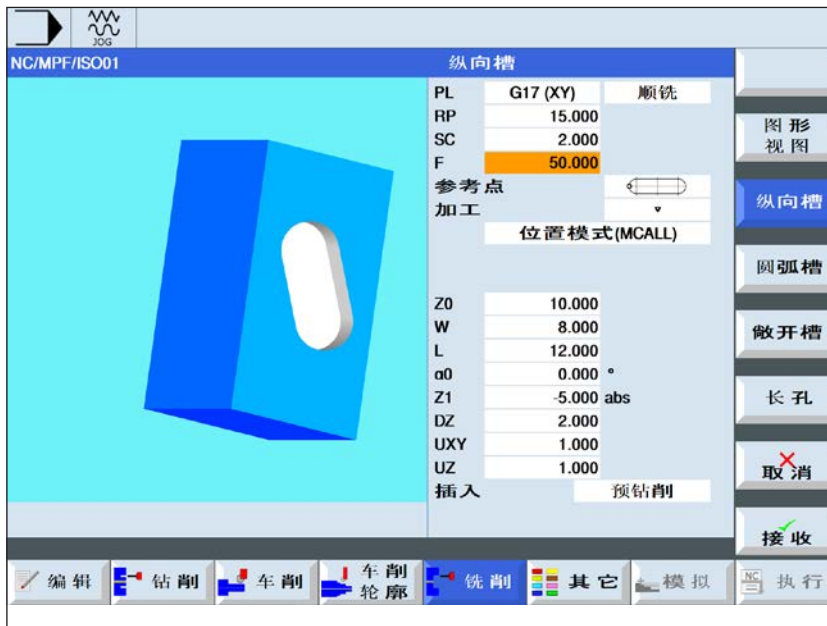 JOG
NC/MPF/ISO01
纵向槽
PL G17 (XY) 顺铣
RP 15.000
SC 2.000
F 50.000
参考点
加工 ▿
位置模式(MCALL)
Z0 10.000
W 8.000
L 12.000
α0 0.000 °
Z1 -5.000 abs
DZ 2.000
UXY 1.000
UZ 1.000
插入 预钻削
图形
视图
纵向槽
圆弧槽
敞开槽
长孔
取消
接收
编辑
钻削
车削
车削
轮廓
铣削
其它
模拟
NC
执行